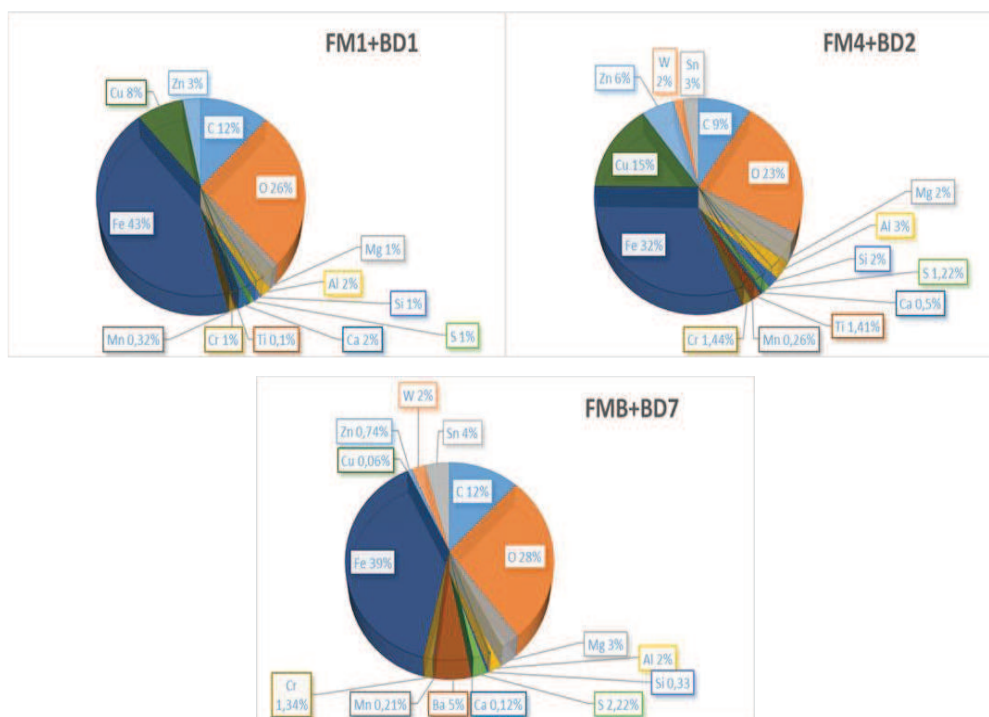 FM1+BD1
Zn 3%
Cu 8%
C 12%
O 26%
Fe 43%
Mg 1%
Al 2%
Si 1%
Mn 0,32%
Cr 1%
Ti 0,1%
Ca 2%
S 1%
FM4+BD2
W
2%
Sn
3%
Zn 6%
C 9%
Cu 15%
O 23%
Mg 2%
Al 3%
Fe 32%
Si 2%
S 1,22%
Ca 0,5%
Ti 1,41%
Cr 1,44%
Mn 0,26%
FMB+BD7
W 2%
Zn 0,74%
Sn 4%
Cu 0,06%
C 12%
Fe 39%
O 28%
Mg 3%
Al 2%
Si 0,33
Cr
1,34%
Mn 0,21%
Ba 5%
Ca 0,12%
S 2,22%